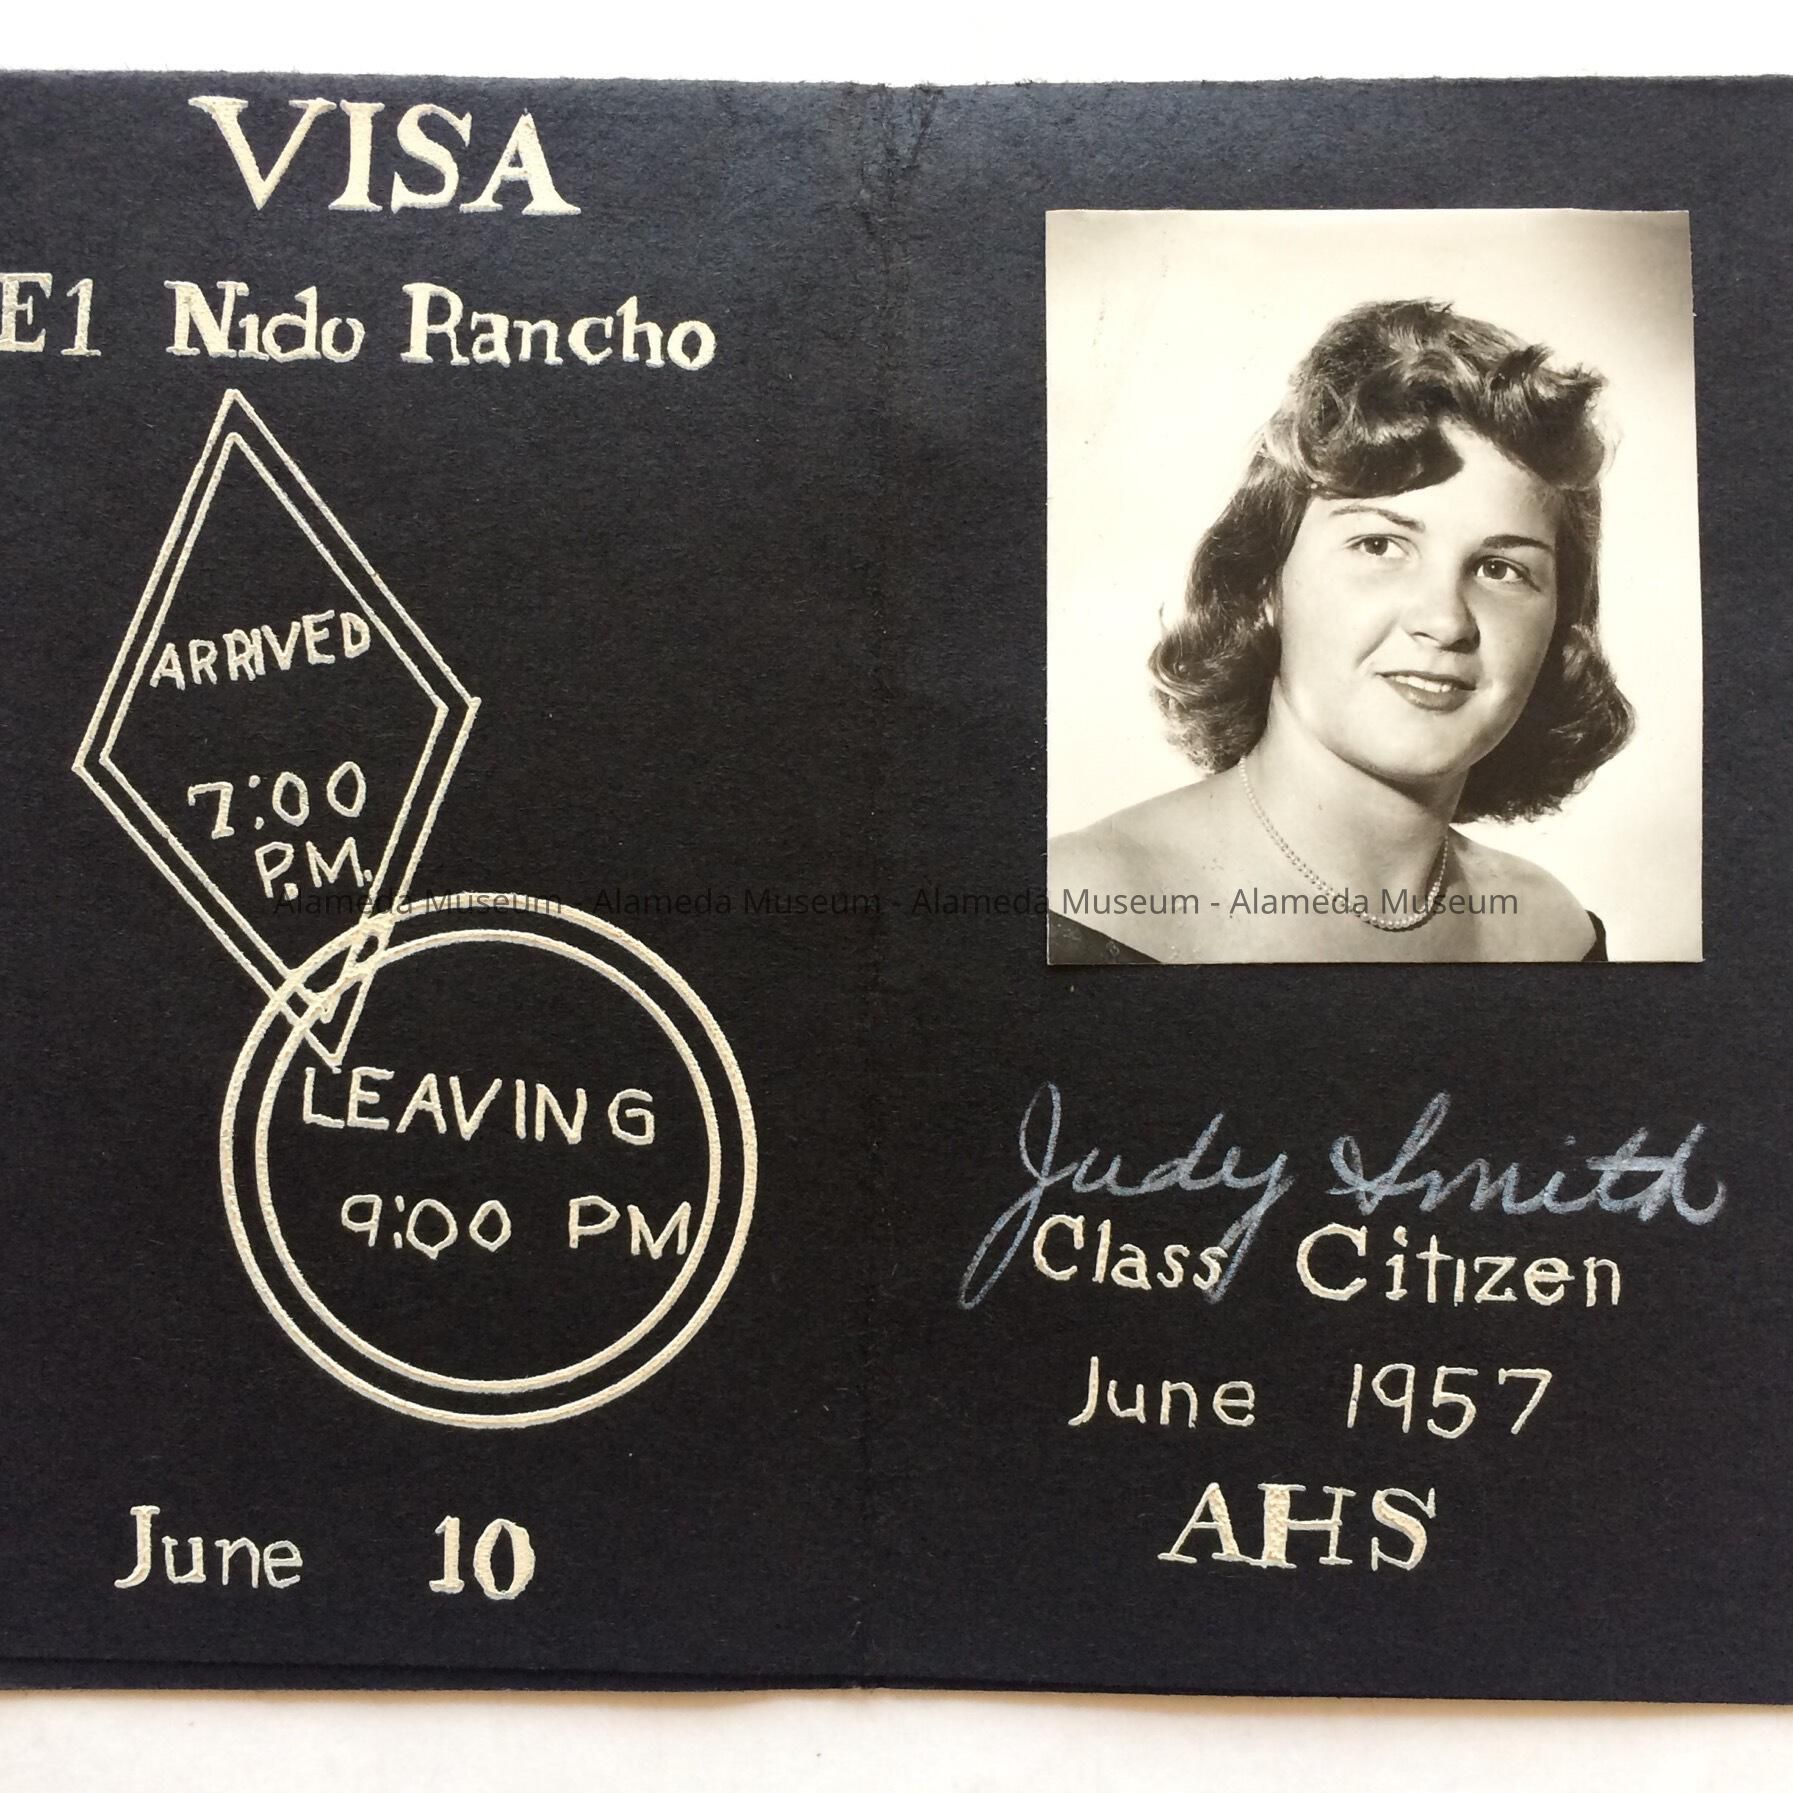 VISA
El Nido Rancho
ARRIVED
7:00
P.M.
LEAVING
9:00 PM
June 10
Judy Smith
Class Citizen
June 1957
AHS
Alameda Museum - Alameda Museum - Alameda Museum - Alameda Museum